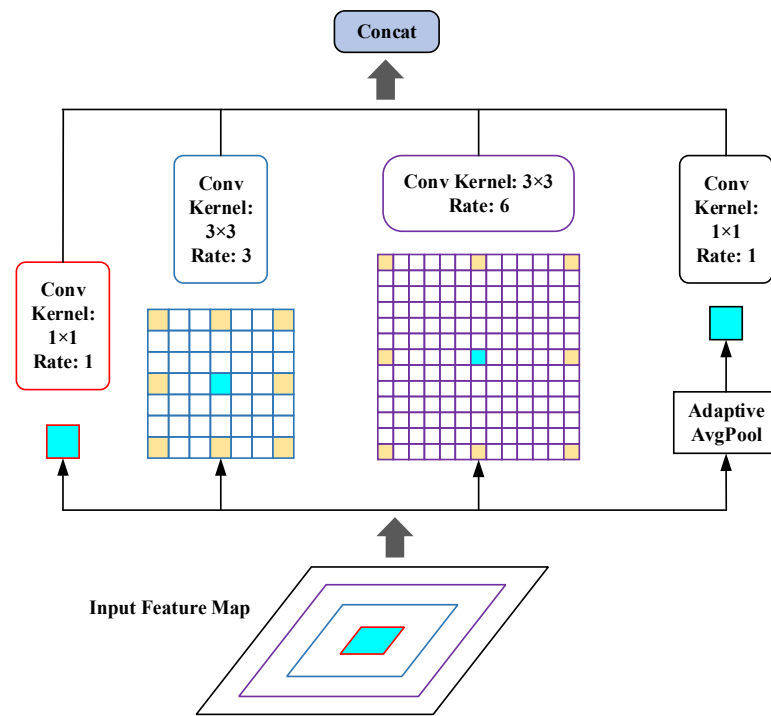 Concat
Conv
Kernel:
3×3
Rate: 3
Conv Kernel: 3×3
Rate: 6
Conv
Kernel:
1×1
Rate: 1
Conv
Kernel:
1×1
Rate: 1
Adaptive
AvgPool
Input Feature Map